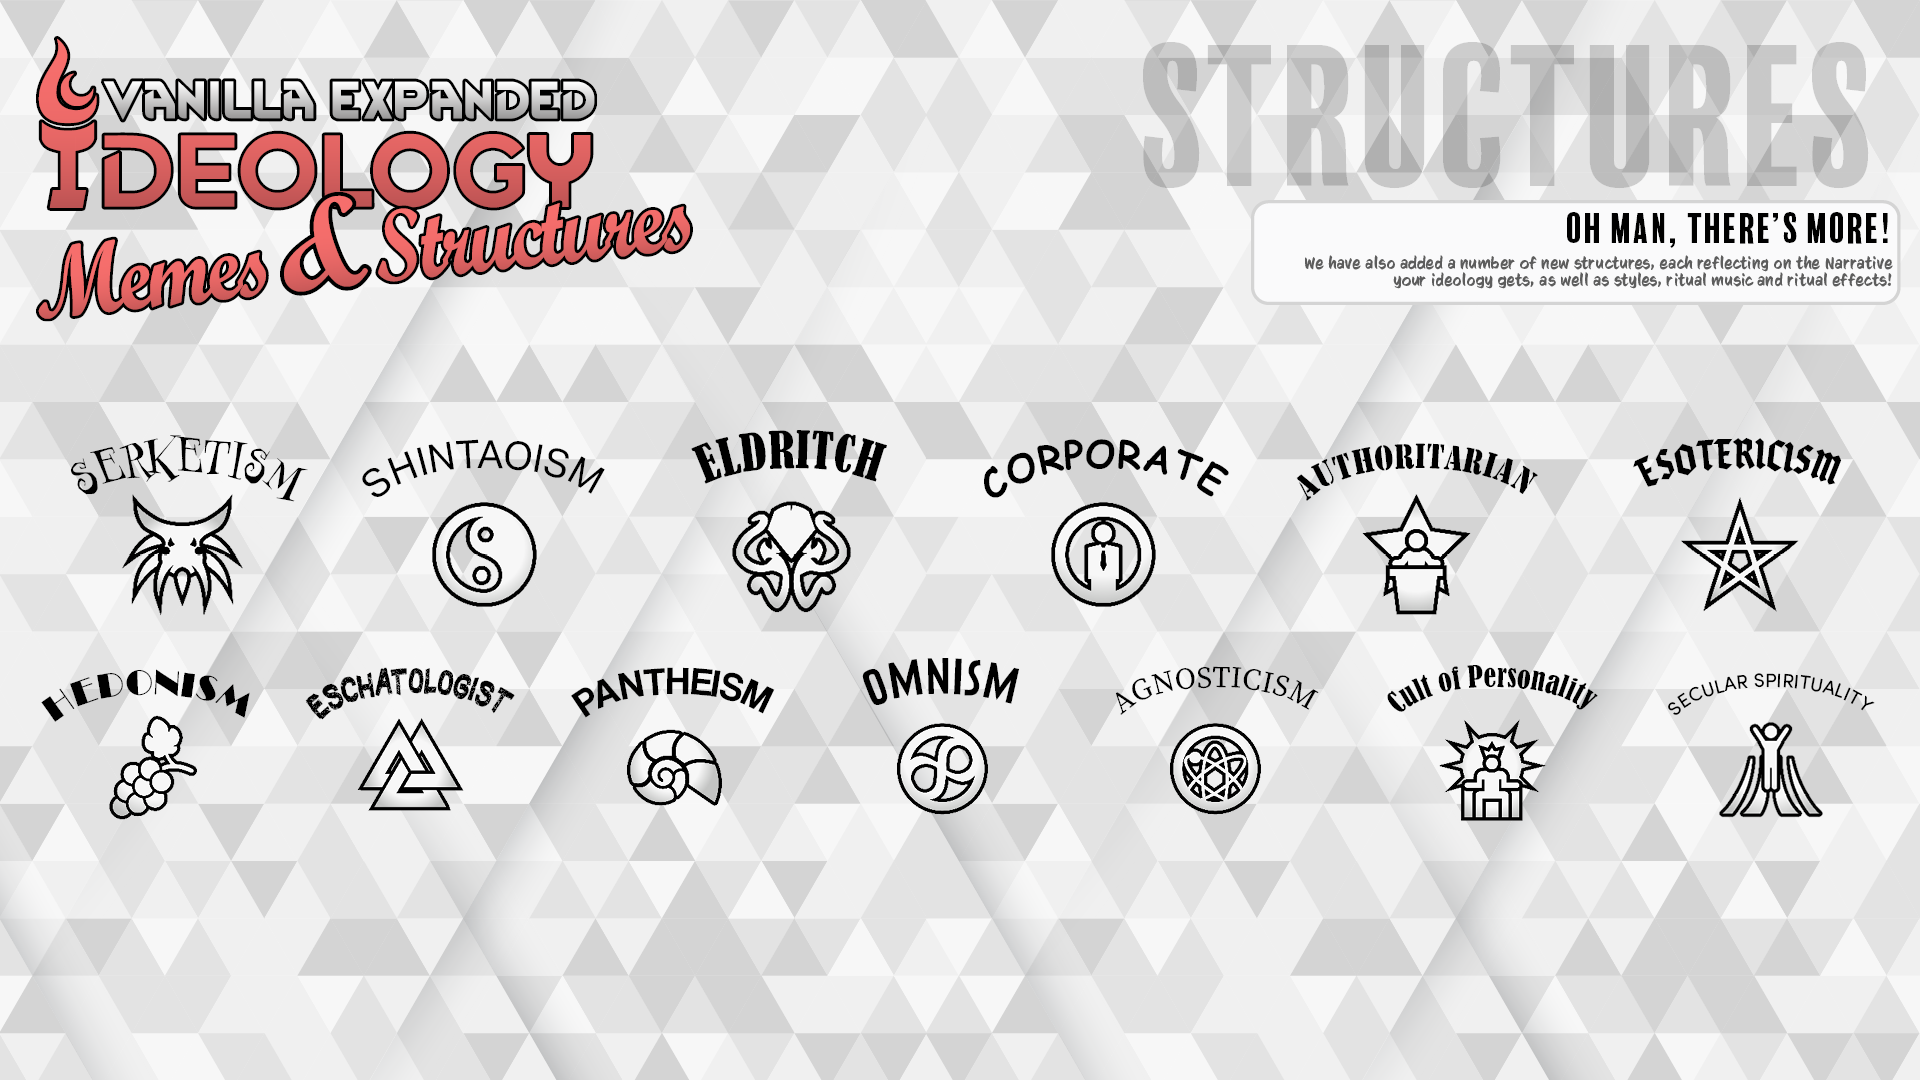 VANILLA EXPANDED
IDEOLOGY
Memes & Structures
STRUCTURES
OH MAN, THERE'S MORE!
We have also added a number of new structures, each reflecting on the Narrative
your ideology gets, as well as styles, ritual music and ritual effects!
SERKETISM
SHINTAOISM
ELDRITCH
CORPORATE
AUTHORITARIAN
ESOTERICISM
HEDONISM
ESCHATOLOGIST
PANTHEISM
OMNISM
AGNOSTICISM
Cult of Personality
SECULAR SPIRITUALITY